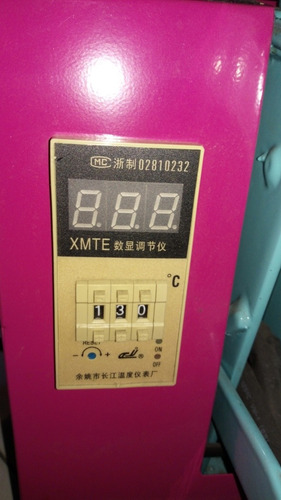 MC 浙制02810232
XMTE 数显调节仪
°C
130
RESET
- +
ON
OFF
余姚市长江温度仪表厂